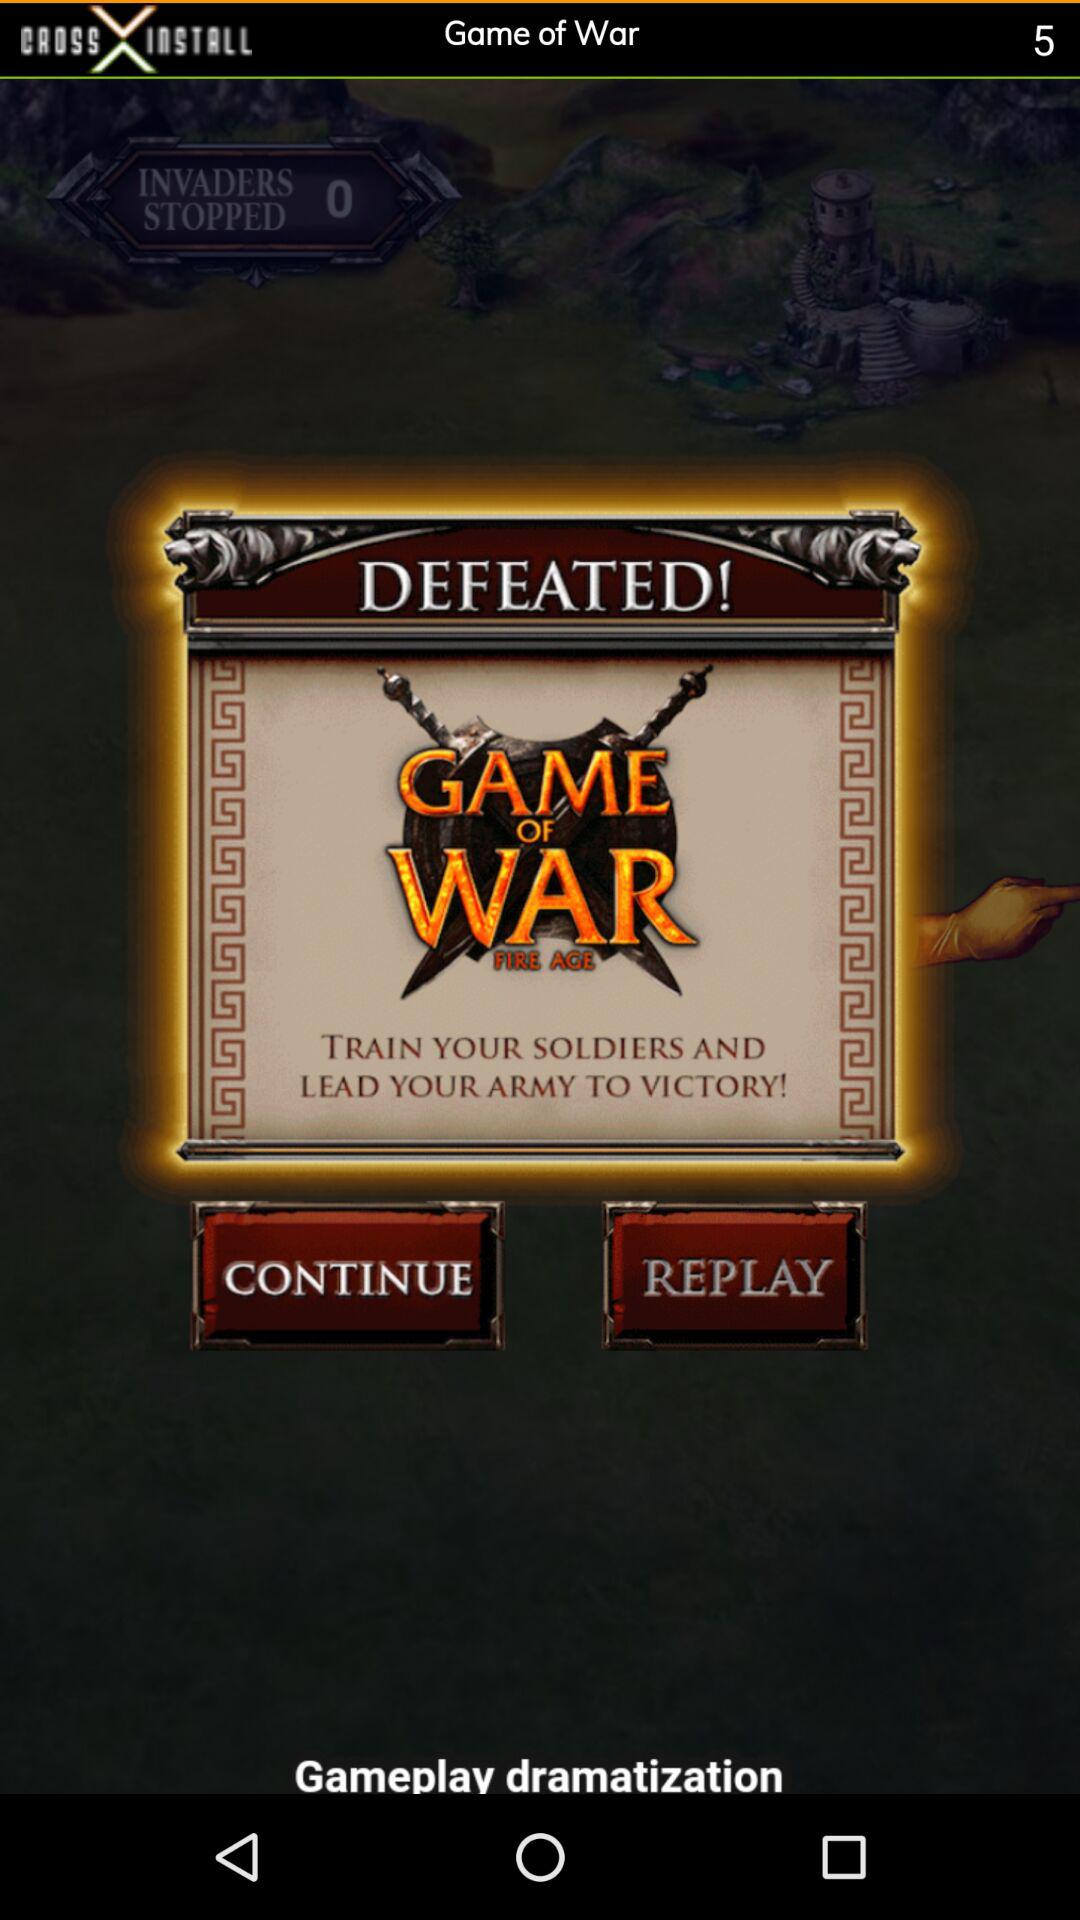 CROSS X INSTALL
Game of War
5
INVADERS
STOPPED
0
DEFEATED!
GAME
OF
WAR
FIRE AGE
TRAIN YOUR SOLDIERS AND
LEAD YOUR ARMY TO VICTORY!
CONTINUE
REPLAY
Gameplay dramatization